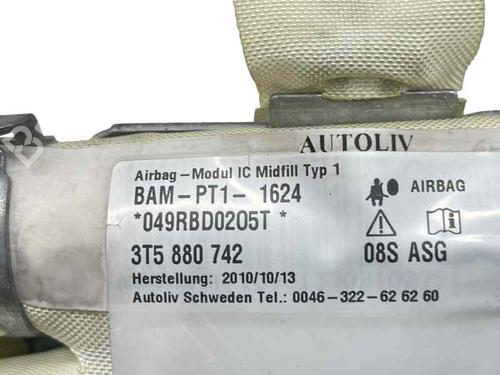 AUTOLIV
Airbag-Modul IC Midfill Typ 1
BAM-PT1- 1624
AIRBAG
*049RBD0205T *
3T5 880 742
08S ASG
Herstellung: 2010/10/13
Autoliv Schweden Tel.: 0046-322-62 62 60